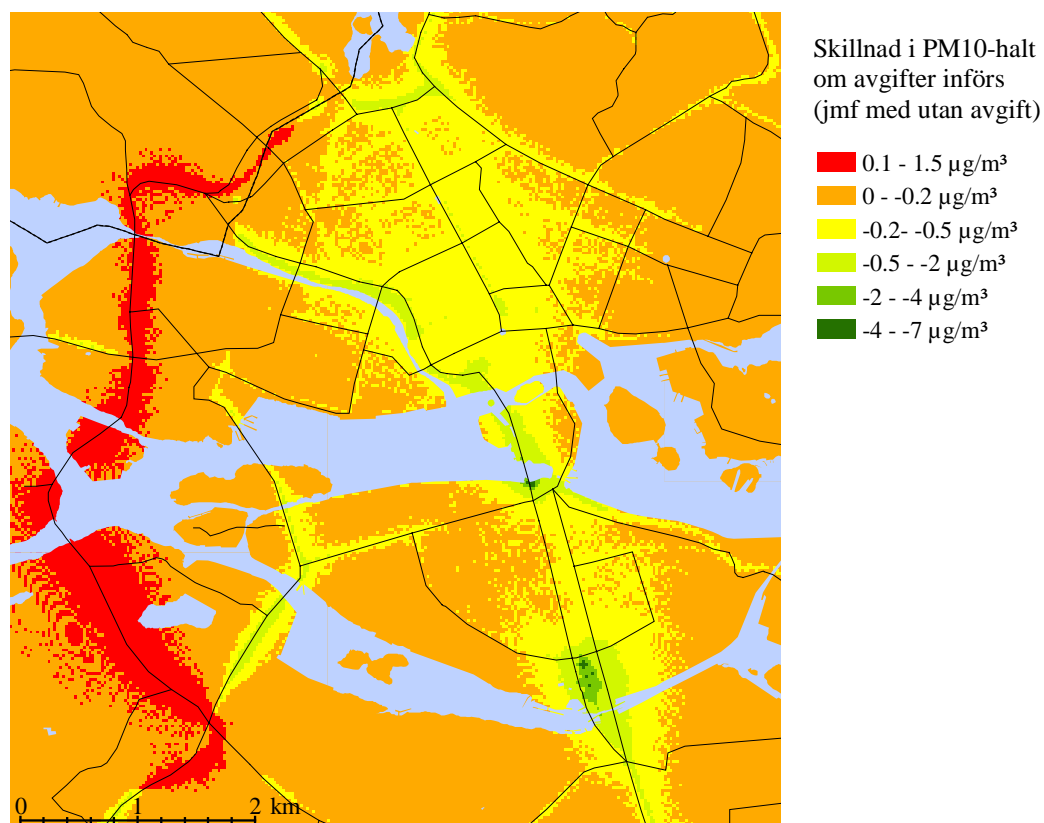 Skillnad i PM10-halt
om avgifter införs
(jmf med utan avgift)
0.1 - 1.5 µg/m³
0 - -0.2 µg/m³
-0.2- -0.5 µg/m³
-0.5 - -2 µg/m³
-2 - -4 µg/m³
-4 - -7 µg/m³
0 1 2 km